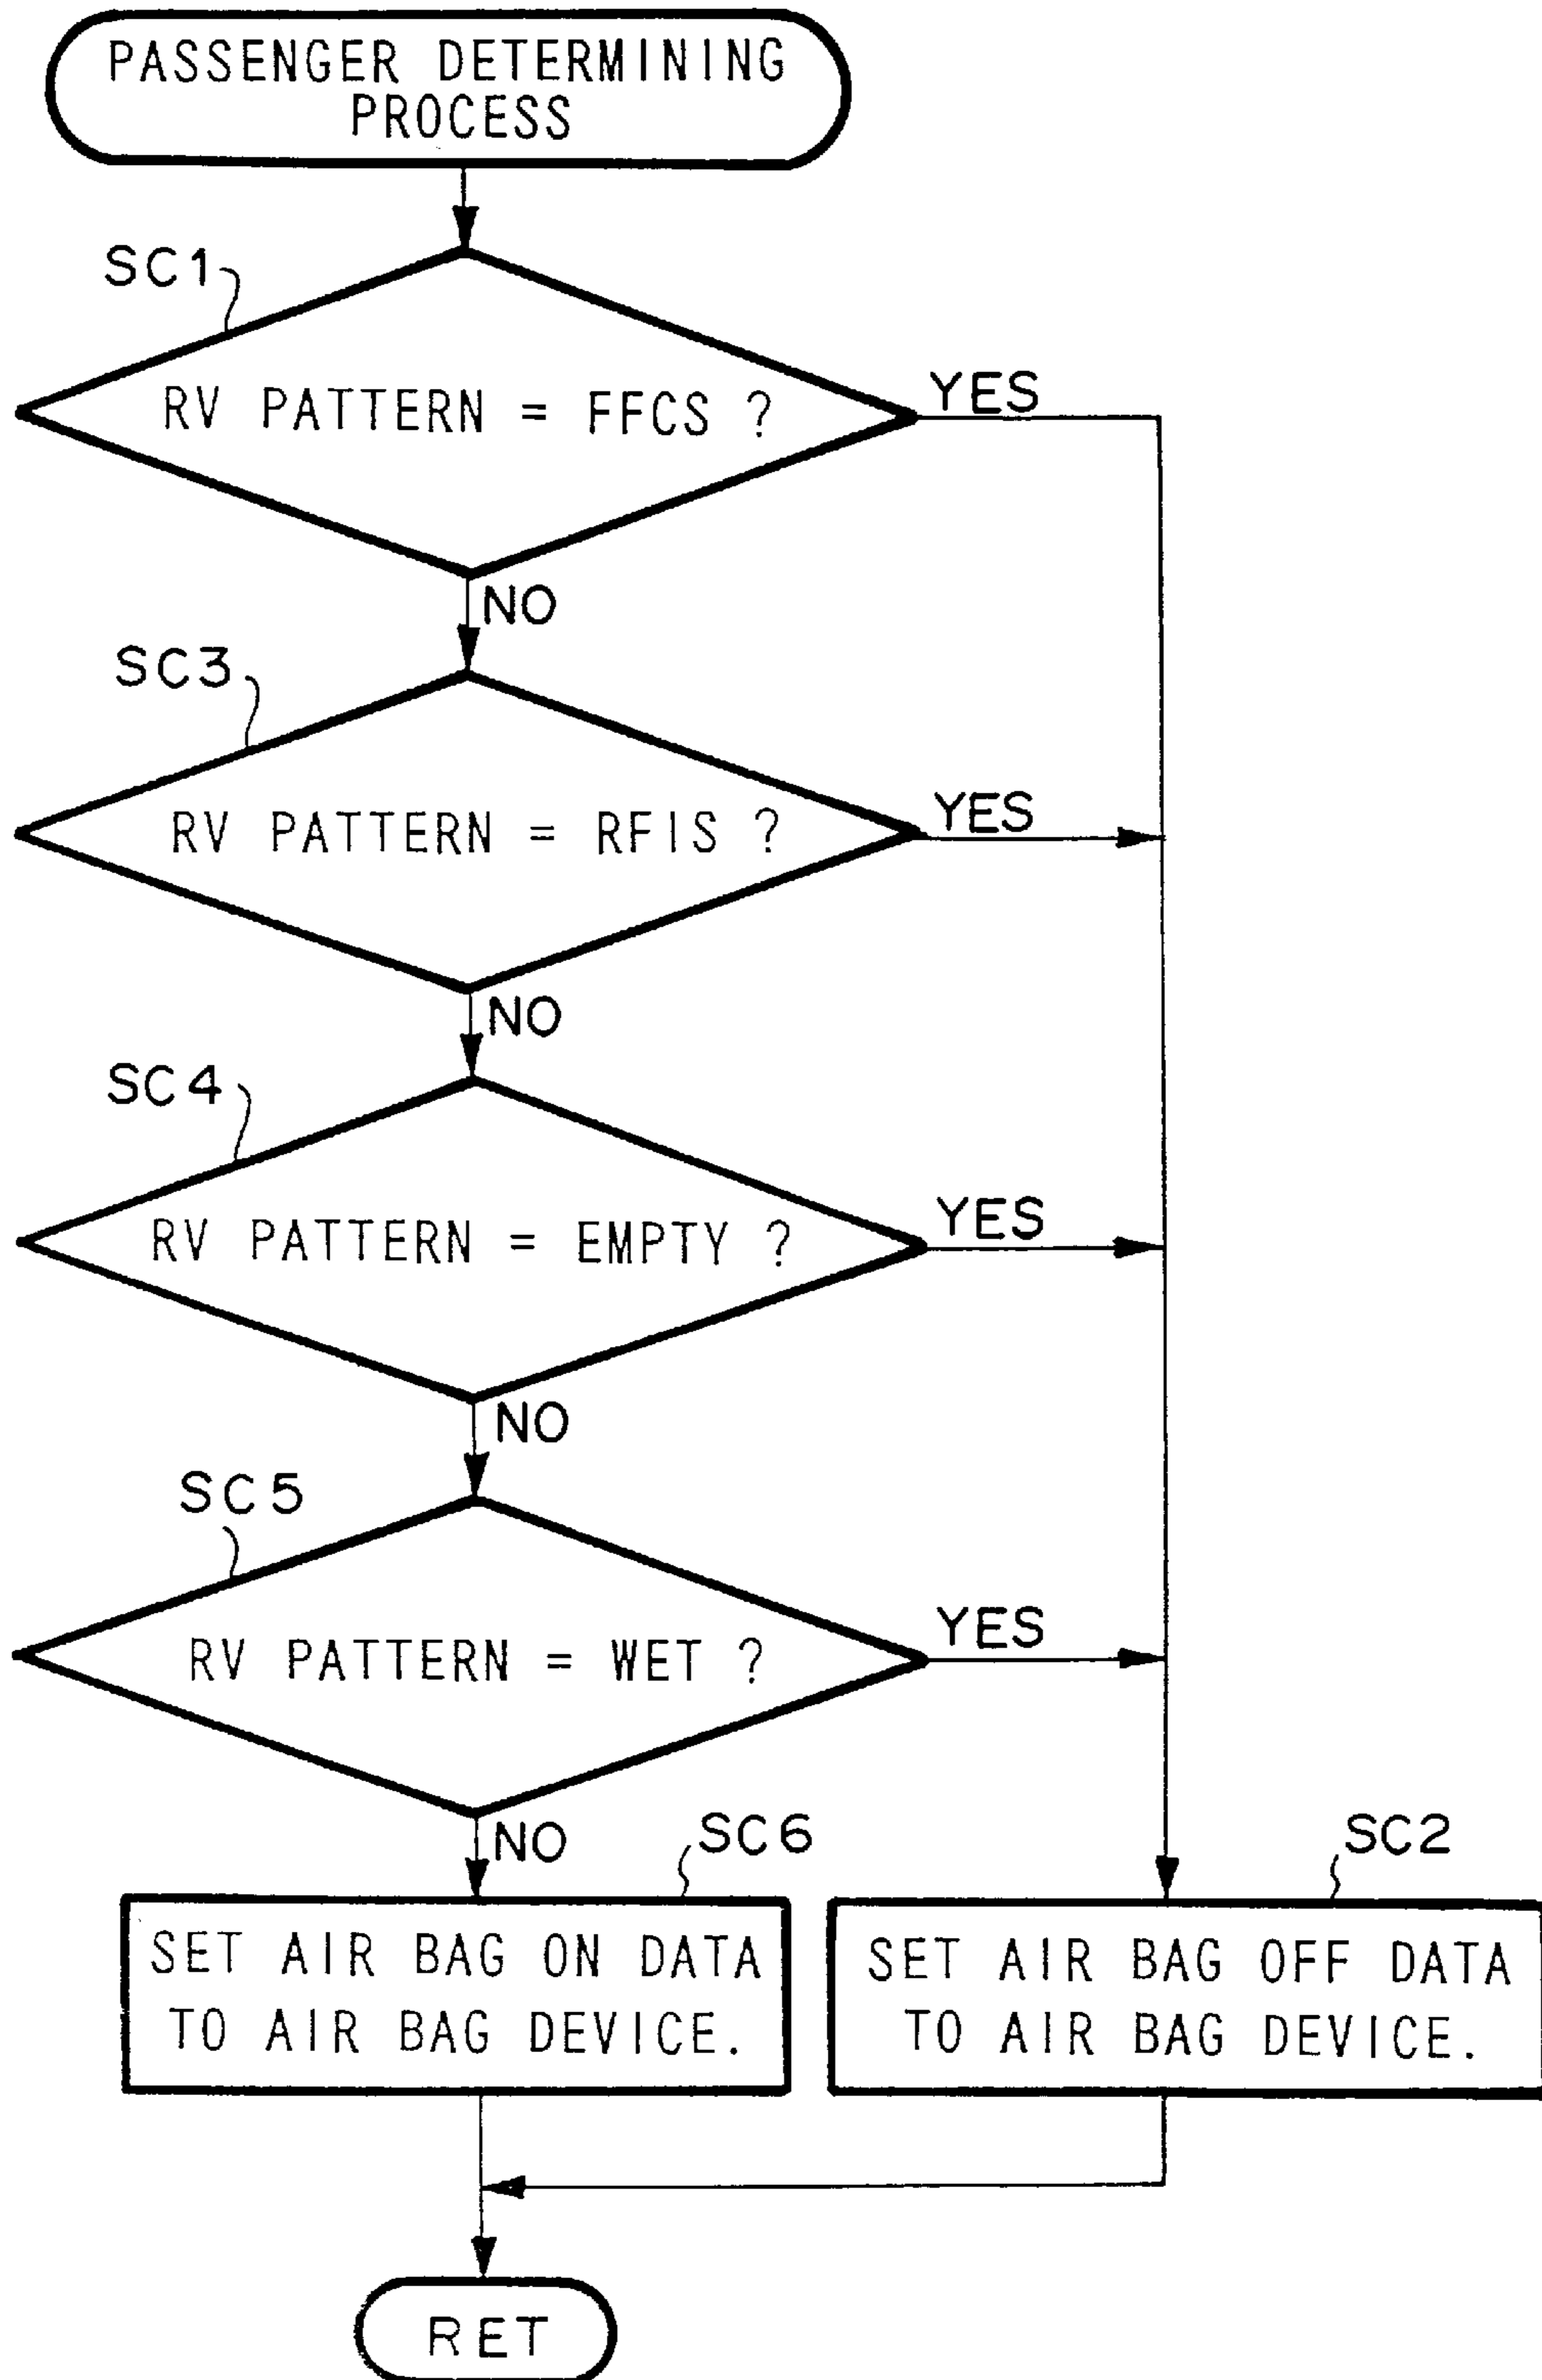 PASSENGER DETERMINING
PROCESS
SC1
RV PATTERN = FFCS ?
YES
NO
SC3
RV PATTERN = RFIS ?
YES
NO
SC4
RV PATTERN = EMPTY ?
YES
NO
SC5
RV PATTERN = WET ?
YES
NO
SC6
SET AIR BAG ON DATA
TO AIR BAG DEVICE.
SC2
SET AIR BAG OFF DATA
TO AIR BAG DEVICE.
RET